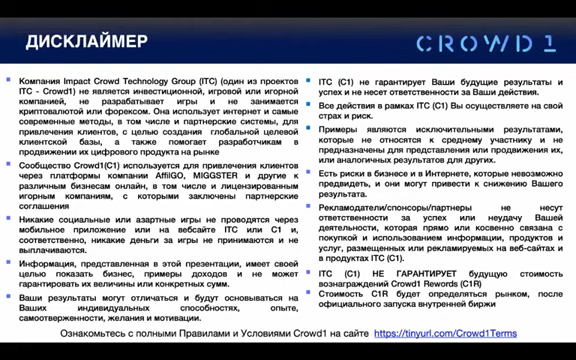 ДИСКЛАЙМЕР
CROWD1
Компания Impact Crowd Technology Group (ITC) (один из проектов
ITC - Crowd1) не является инвестиционной, игровой или игорной
компанией, не разрабатывает игры и не занимается
криптовалютой или форексом. Она использует интернет и самые
современные методы, в том числе и партнерские системы, для
привлечения клиентов, с целью создания глобальной целевой
клиентской базы, а также помогает разработчикам в
продвижении их цифрового продукта на рынке
Сообщество Crowd1(C1) используется для привлечения клиентов
через платформы компании AffilGO, MIGGSTER и другие к
различным бизнесам онлайн, в том числе и лицензированным
игорным компаниям, с которыми заключены партнерские
соглашения
Никакие социальные или азартные игры не проводятся через
мобильное приложение или на вебсайте ITC или C1 и,
соответственно, никакие деньги за игры не принимаются и не
выплачиваются.
Информация, представленная в этой презентации, имеет своей
целью показать бизнес, примеры доходов и не может
гарантировать их величины или конкретных сумм.
Ваши результаты могут отличаться и будут основываться на
Ваших индивидуальных способностях, опыте,
самоотверженности, желания и мотивации.
ITC (C1) не гарантирует Ваши будущие результаты и
успех и не несет ответственности за Ваши действия.
Все действия в рамках ITC (C1) Вы осуществляете на свой
страх и риск.
Примеры являются исключительными результатами,
которые не относятся к среднему участнику и не
предназначены для представления или продвижения их,
или аналогичных результатов для других.
Есть риски в бизнесе и в Интернете, которые невозможно
предвидеть, и они могут привести к снижению Вашего
результата.
Рекламодатели/спонсоры/партнеры не несут
ответственности за успех или неудачу Вашей
деятельности, которая прямо или косвенно связана с
покупкой и использованием информации, продуктов и
услуг, размещенных или рекламируемых на веб-сайтах и
в продуктах ITC (C1).
ITC (C1) НЕ ГАРАНТИРУЕТ будущую стоимость
вознаграждений Crowd1 Rewords (C1R)
Стоимость C1R будет определяться рынком, после
официального запуска внутренней биржи
Ознакомьтесь с полными Правилами и Условиями Crowd1 на сайте https://tinyurl.com/Crowd1Terms